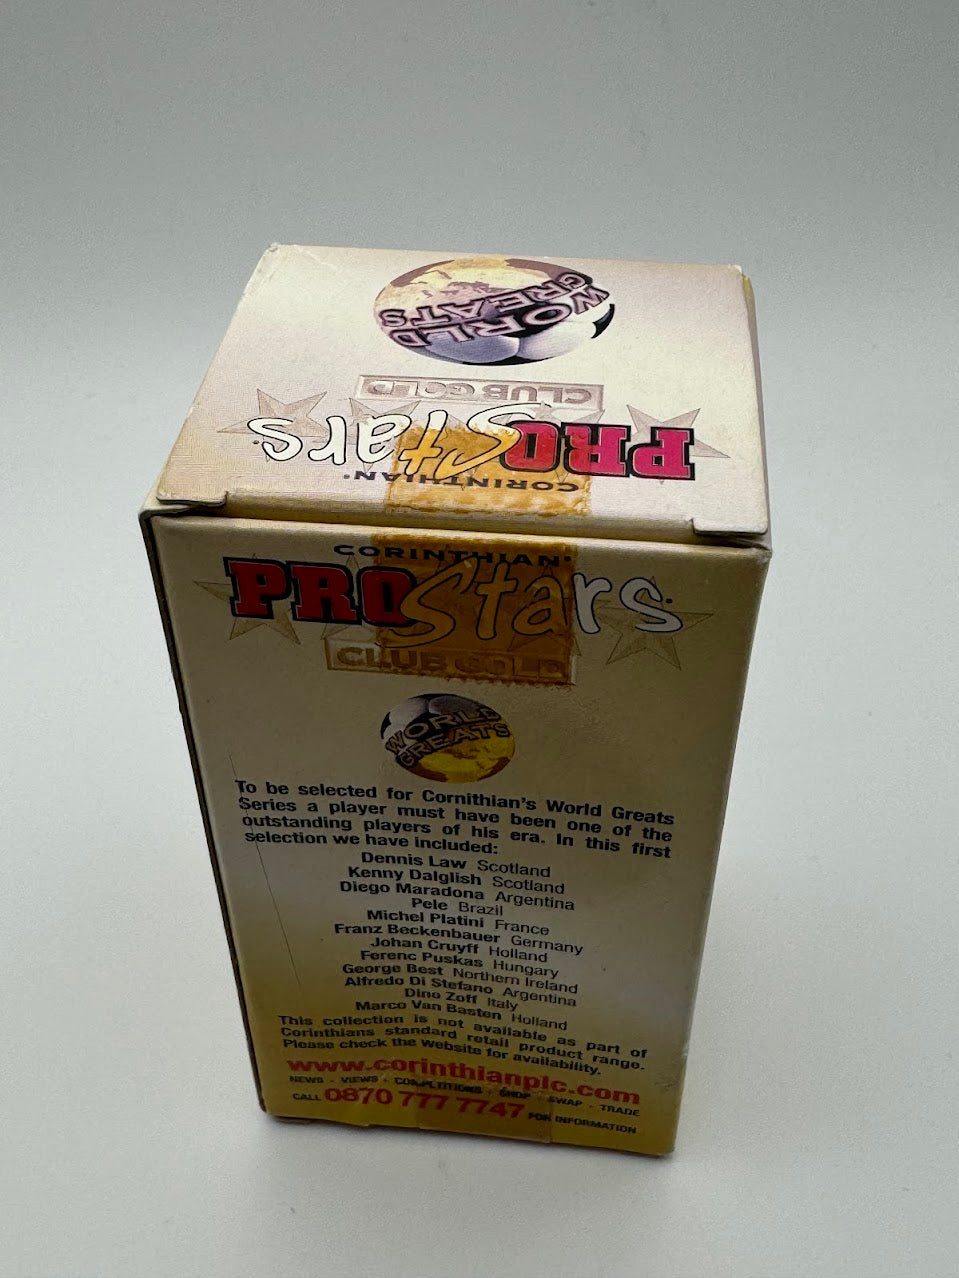 WORLD
GREATS
CLUB GOLD
PRO Stars
CORINTHIAN
CORINTHIAN
PRO Stars
CLUB GOLD
WORLD
GREATS
To be selected for Cornithian's World Greats
Series a player must have been one of the
outstanding players of his era. In this first
selection we have included:
Dennis Law Scotland
Kenny Dalglish Scotland
Diego Maradona Argentina
Pele Brazil
Michel Platini France
Franz Beckenbauer Germany
Johan Cruyff Holland
Ferenc Puskas Hungary
George Best Northern Ireland
Alfredo Di Stefano Argentina
Dino Zoff Italy
Marco Van Basten Holland
This collection is not available as part of
Corinthians standard retail product range.
Please check the Website for availability.
www.corinthianplc.com
NEWS - VIEWS - COMPETITIONS - SHOP - SWAP - TRADE
CALL 0870 777 7747 FOR INFORMATION